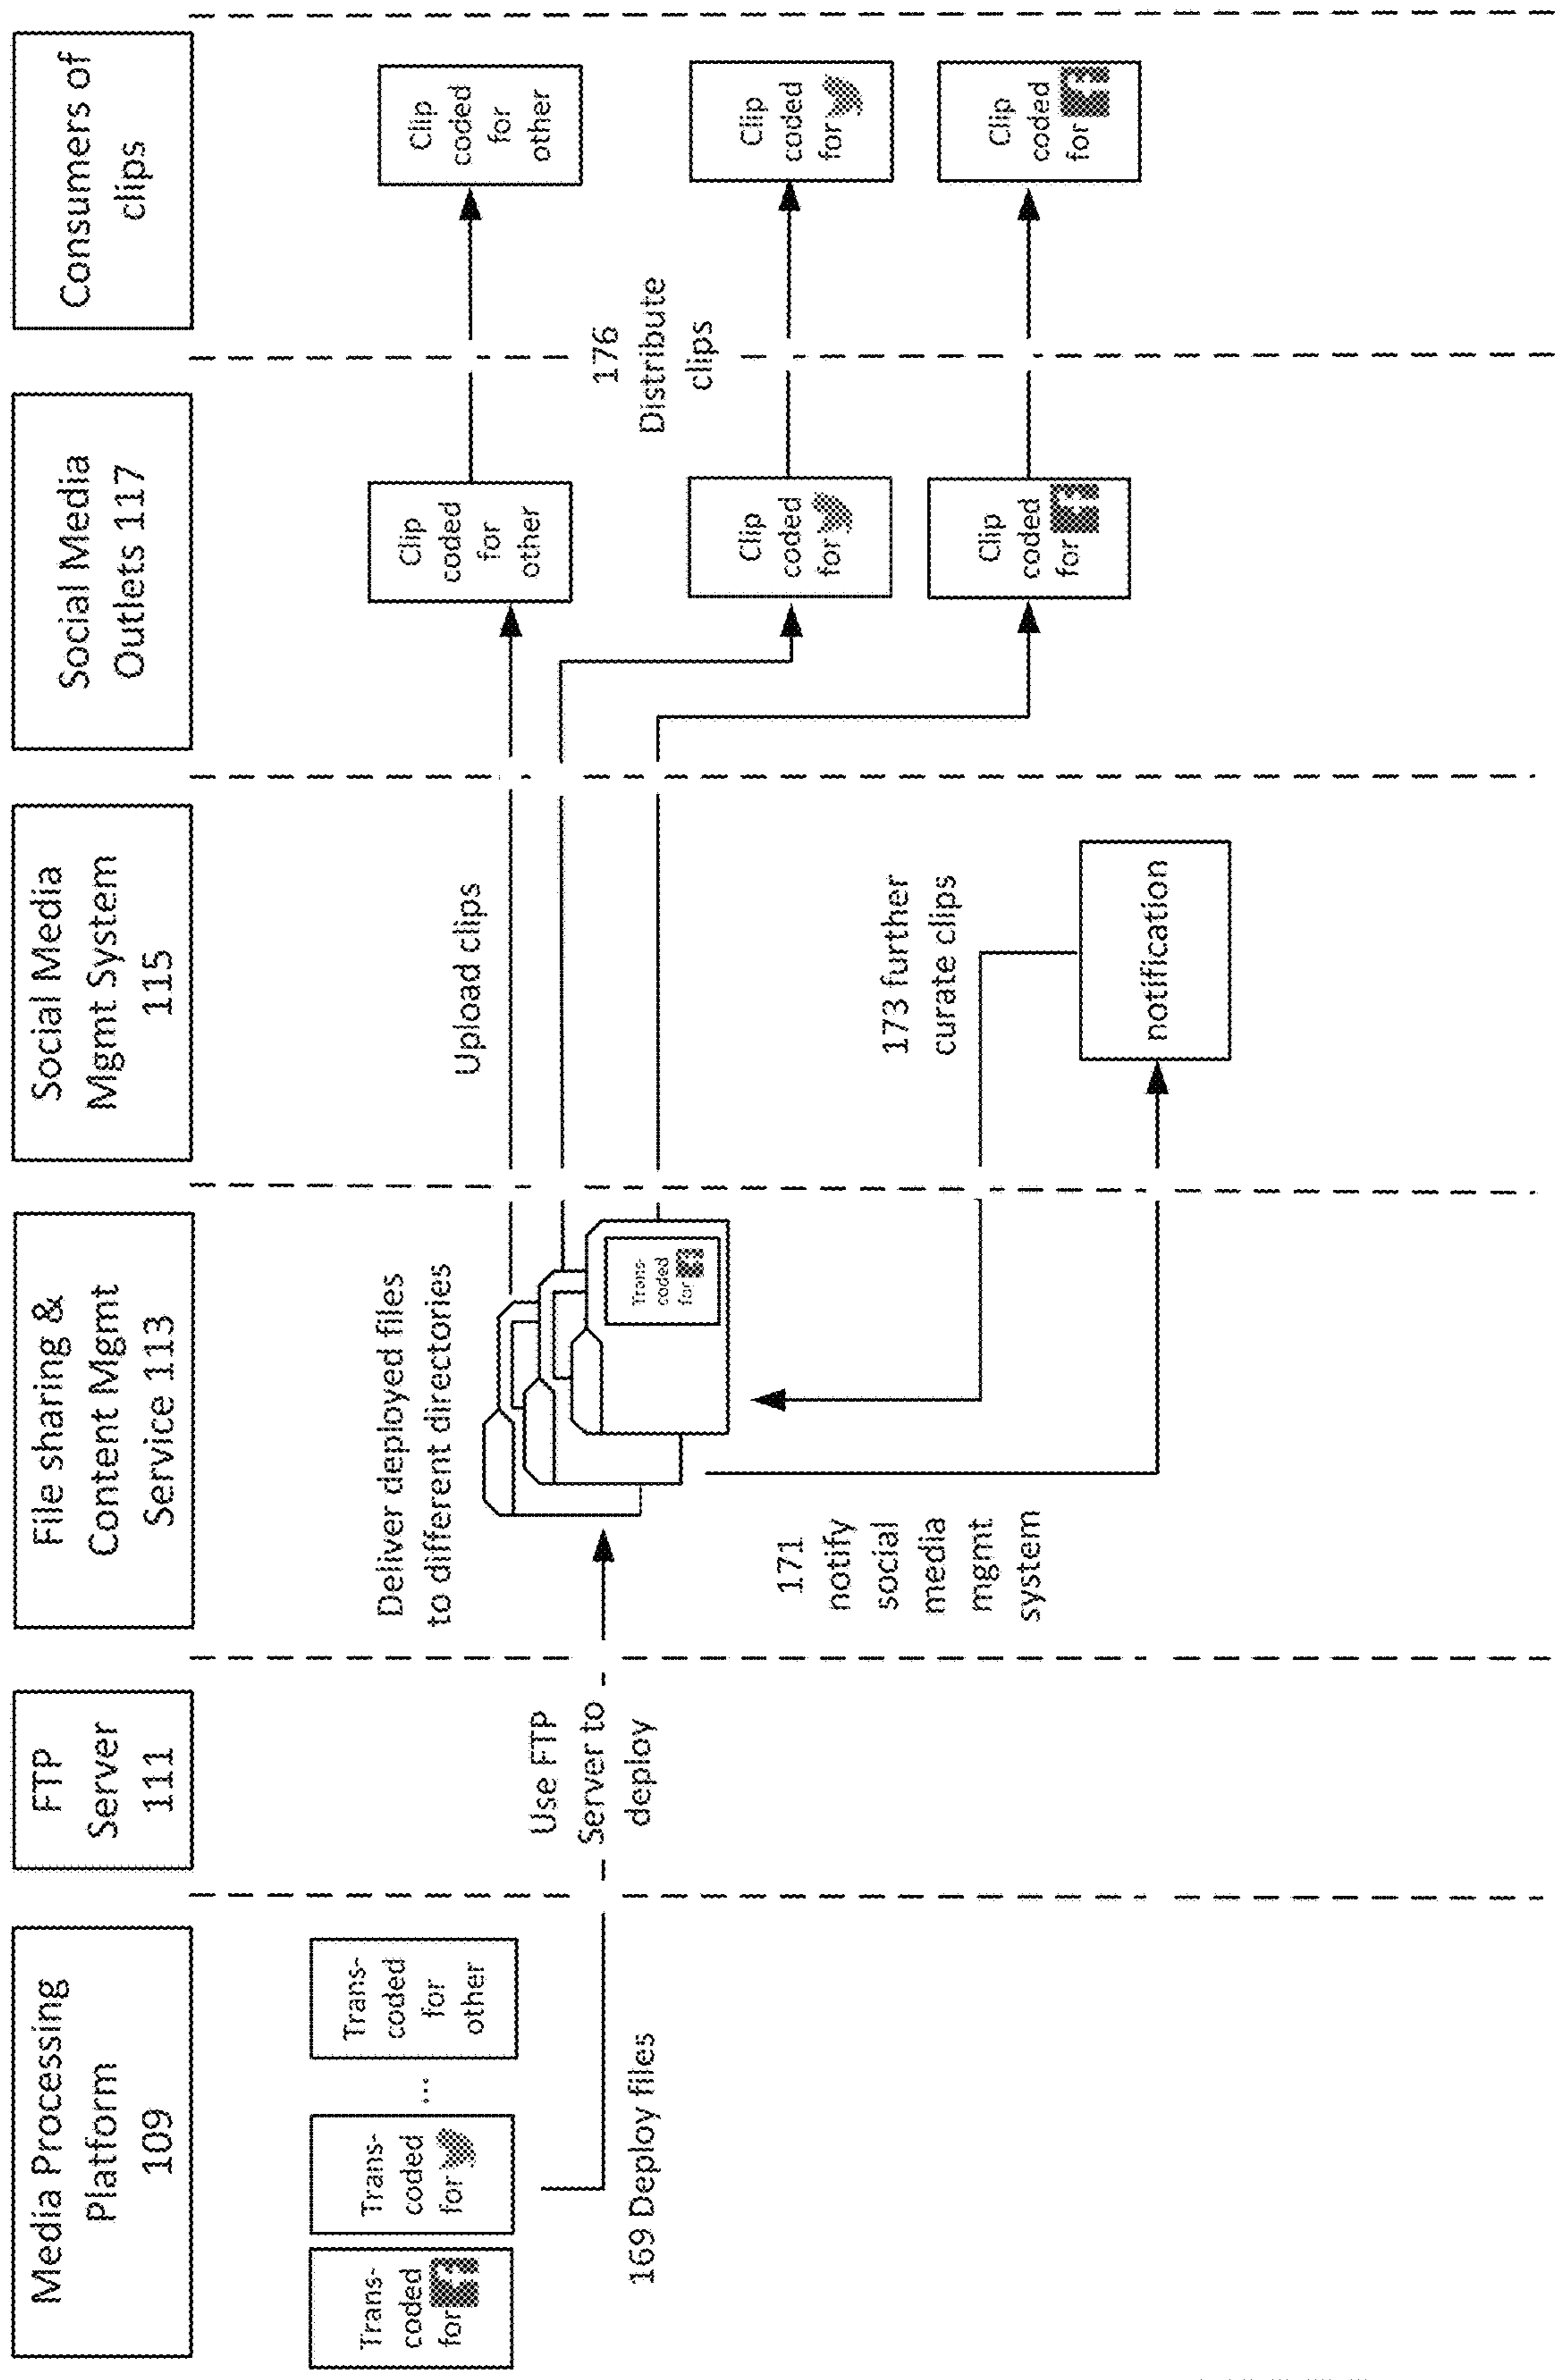 Media Processing
Platform
109
FTP
Server
111
File sharing &
Content Mgmt
Service 113
Social Media
Mgmt System
115
Social Media
Outlets 117
Consumers of
clips
Trans-
coded
for
Trans-
coded
for
...
Trans-
coded
for
other
169 Deploy files
Use FTP
Server to
deploy
Deliver deployed files
to different directories
Trans-
coded
for
171
notify
social
media
mgmt
system
Upload clips
173 further
curate clips
notification
Clip
coded
for
other
Clip
coded
for
Clip
coded
for
176
Distribute
clips
Clip
coded
for
other
Clip
coded
for
Clip
coded
for